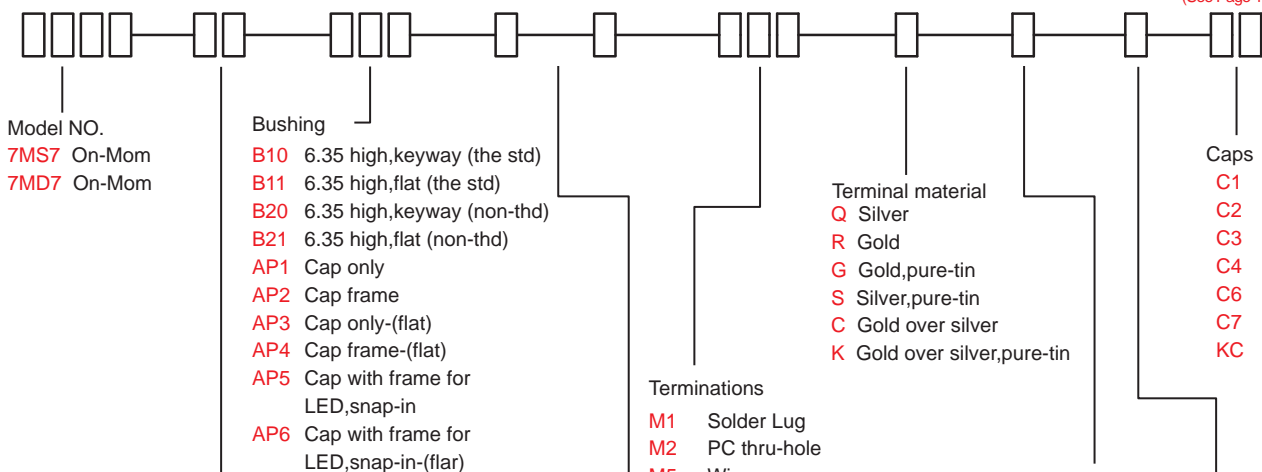 Model NO.
7MS7 On-Mom
7MD7 On-Mom
Bushing
B10 6.35 high,keyway (the std)
B11 6.35 high,flat (the std)
B20 6.35 high,keyway (non-thd)
B21 6.35 high,flat (non-thd)
AP1 Cap only
AP2 Cap frame
AP3 Cap only-(flat)
AP4 Cap frame-(flat)
AP5 Cap with frame for
LED,snap-in
AP6 Cap with frame for
LED,snap-in-(flar)
Terminations
M1 Solder Lug
M2 PC thru-hole
Terminal material
Q Silver
R Gold
G Gold,pure-tin
S Silver,pure-tin
C Gold over silver
K Gold over silver,pure-tin
Caps
C1
C2
C3
C4
C6
C7
KC